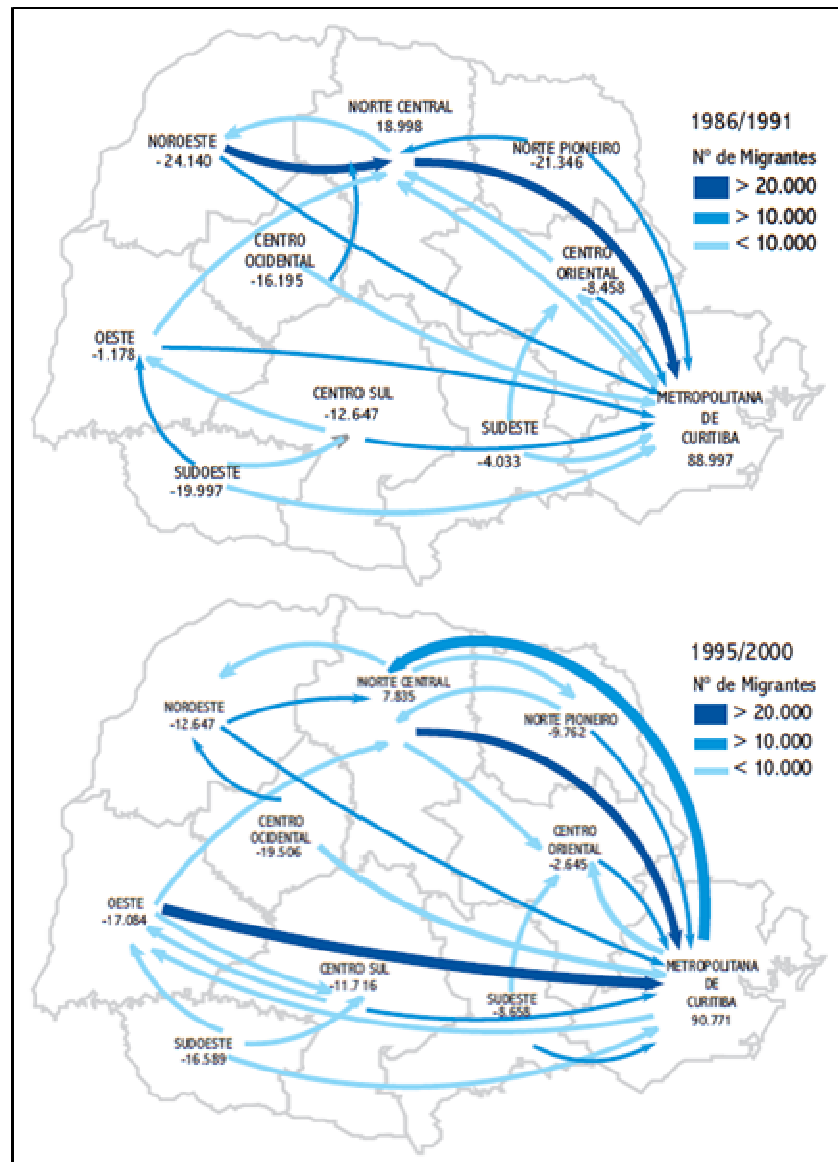 1986/1991
Nº de Migrantes
> 20.000
> 10.000
< 10.000
NORTE CENTRAL
18.998
NOROESTE
-24.140
NORTE PIONEIRO
-21.346
CENTRO
OCIDENTAL
-16.195
CENTRO
ORIENTAL
-8.458
OESTE
-1.178
CENTRO SUL
-12.647
SUDESTE
-4.033
METROPOLITANA
DE
CURITIBA
88.997
SUDOESTE
-19.997
1995/2000
Nº de Migrantes
> 20.000
> 10.000
< 10.000
NORTE CENTRAL
7.835
NOROESTE
-12.647
NORTE PIONEIRO
-9.762
CENTRO
OCIDENTAL
-19.506
CENTRO
ORIENTAL
-2.645
OESTE
-17.084
CENTRO SUL
-11.716
SUDESTE
-8.658
METROPOLITANA
DE
CURITIBA
90.771
SUDOESTE
-16.589